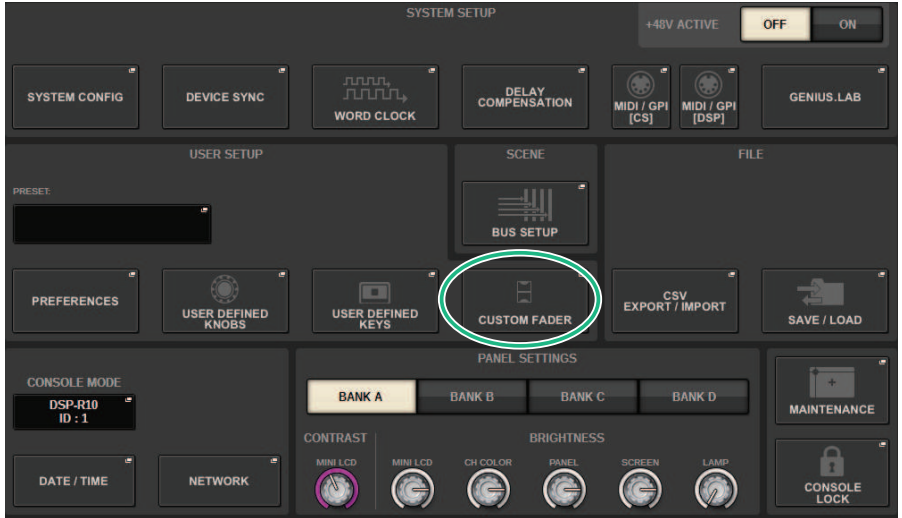 SYSTEM SETUP
+48V ACTIVE
OFF
ON
SYSTEM CONFIG
DEVICE SYNC
WORD CLOCK
DELAY
COMPENSATION
MIDI / GPI
[CS]
MIDI / GPI
[DSP]
GENIUS.LAB
USER SETUP
SCENE
FILE
PRESET:
BUS SETUP
PREFERENCES
USER DEFINED
KNOBS
USER DEFINED
KEYS
CUSTOM FADER
CSV
EXPORT / IMPORT
SAVE / LOAD
CONSOLE MODE
DSP-R10
ID : 1
DATE / TIME
NETWORK
PANEL SETTINGS
BANK A
BANK B
BANK C
BANK D
CONTRAST
BRIGHTNESS
MINI LCD
MINI LCD
CH COLOR
PANEL
SCREEN
LAMP
MAINTENANCE
CONSOLE
LOCK